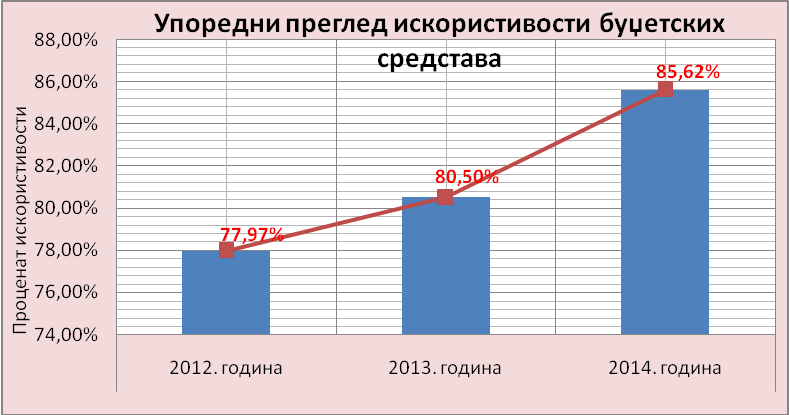 Упоредни преглед искористивости буџетских
средстава
Проценат искористивости
88,00%
86,00%
84,00%
82,00%
80,00%
78,00%
76,00%
74,00%
77,97%
80,50%
85,62%
2012. година
2013. година
2014. година